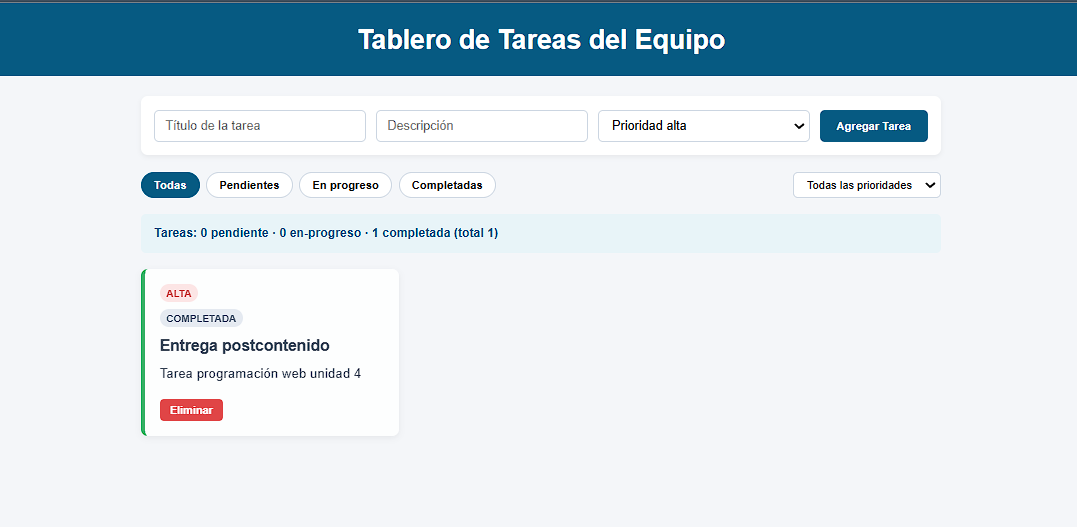 Tablero de Tareas del Equipo
Título de la tarea
Descripción
Prioridad alta
Agregar Tarea
Todas
Pendientes
En progreso
Completadas
Todas las prioridades
Tareas: 0 pendiente · 0 en-progreso · 1 completada (total 1)
ALTA
COMPLETADA
Entrega postcontenido
Tarea programación web unidad 4
Eliminar